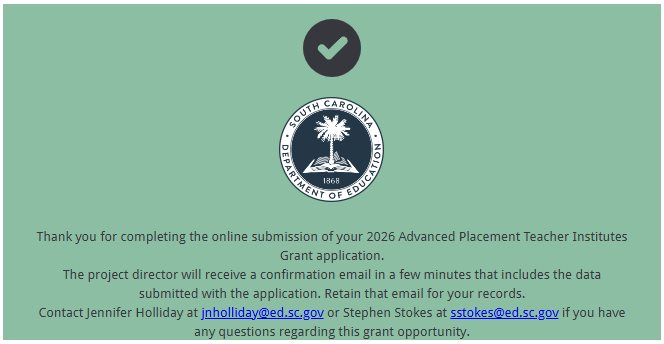 SOUTH CAROLINA
DEPARTMENT OF EDUCATION
1868
Thank you for completing the online submission of your 2026 Advanced Placement Teacher Institutes
Grant application.
The project director will receive a confirmation email in a few minutes that includes the data
submitted with the application. Retain that email for your records.
Contact Jennifer Holliday at jnholliday@ed.sc.gov or Stephen Stokes at sstokes@ed.sc.gov if you have
any questions regarding this grant opportunity.